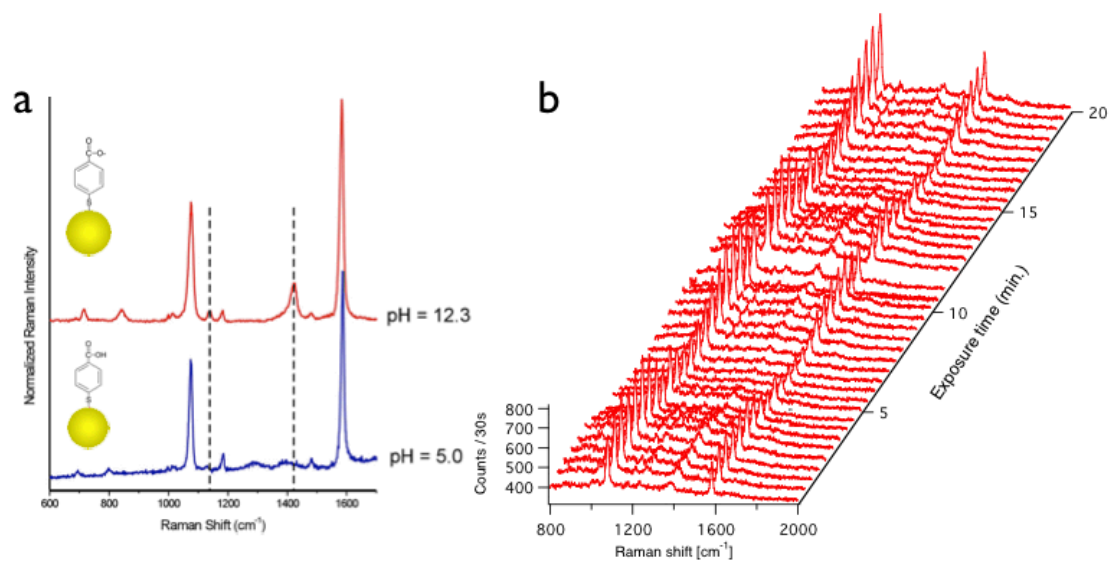 a
b
Normalized Raman Intensity
O
C-O-
S
O
C-OH
S
pH = 12.3
pH = 5.0
600
800
1000
1200
1400
1600
Raman Shift (cm-1)
800
700
600
500
400
Counts / 30s
800
1200
1600
2000
Raman shift [cm-1]
5
10
15
20
Exposure time (min.)